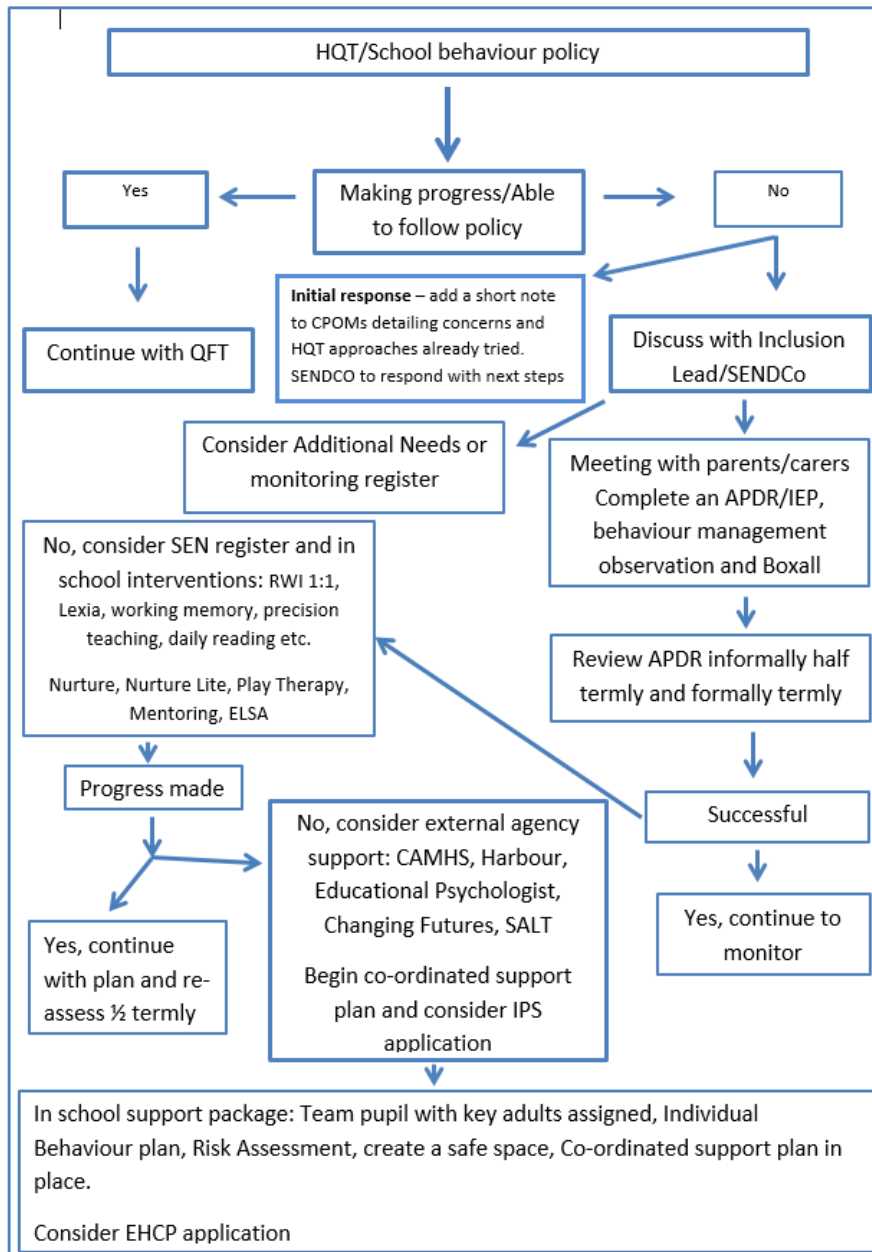 HQT/School behaviour policy
Yes
Making progress/Able
to follow policy
No
Initial response – add a short note
to CPOMs detailing concerns and
HQT approaches already tried.
SENDCO to respond with next steps
Continue with QFT
Discuss with Inclusion
Lead/SENDCo
Consider Additional Needs or
monitoring register
Meeting with parents/carers
Complete an APDR/IEP,
behaviour management
observation and Boxall
No, consider SEN register and in
school interventions: RWI 1:1,
Lexia, working memory, precision
teaching, daily reading etc.
Nurture, Nurture Lite, Play Therapy,
Mentoring, ELSA
Review APDR informally half
termly and formally termly
Progress made
Successful
No, consider external agency
support: CAMHS, Harbour,
Educational Psychologist,
Changing Futures, SALT
Begin co-ordinated support
plan and consider IPS
application
Yes, continue
with plan and re-
assess ½ termly
Yes, continue to
monitor
In school support package: Team pupil with key adults assigned, Individual
Behaviour plan, Risk Assessment, create a safe space, Co-ordinated support plan in
place.
Consider EHCP application